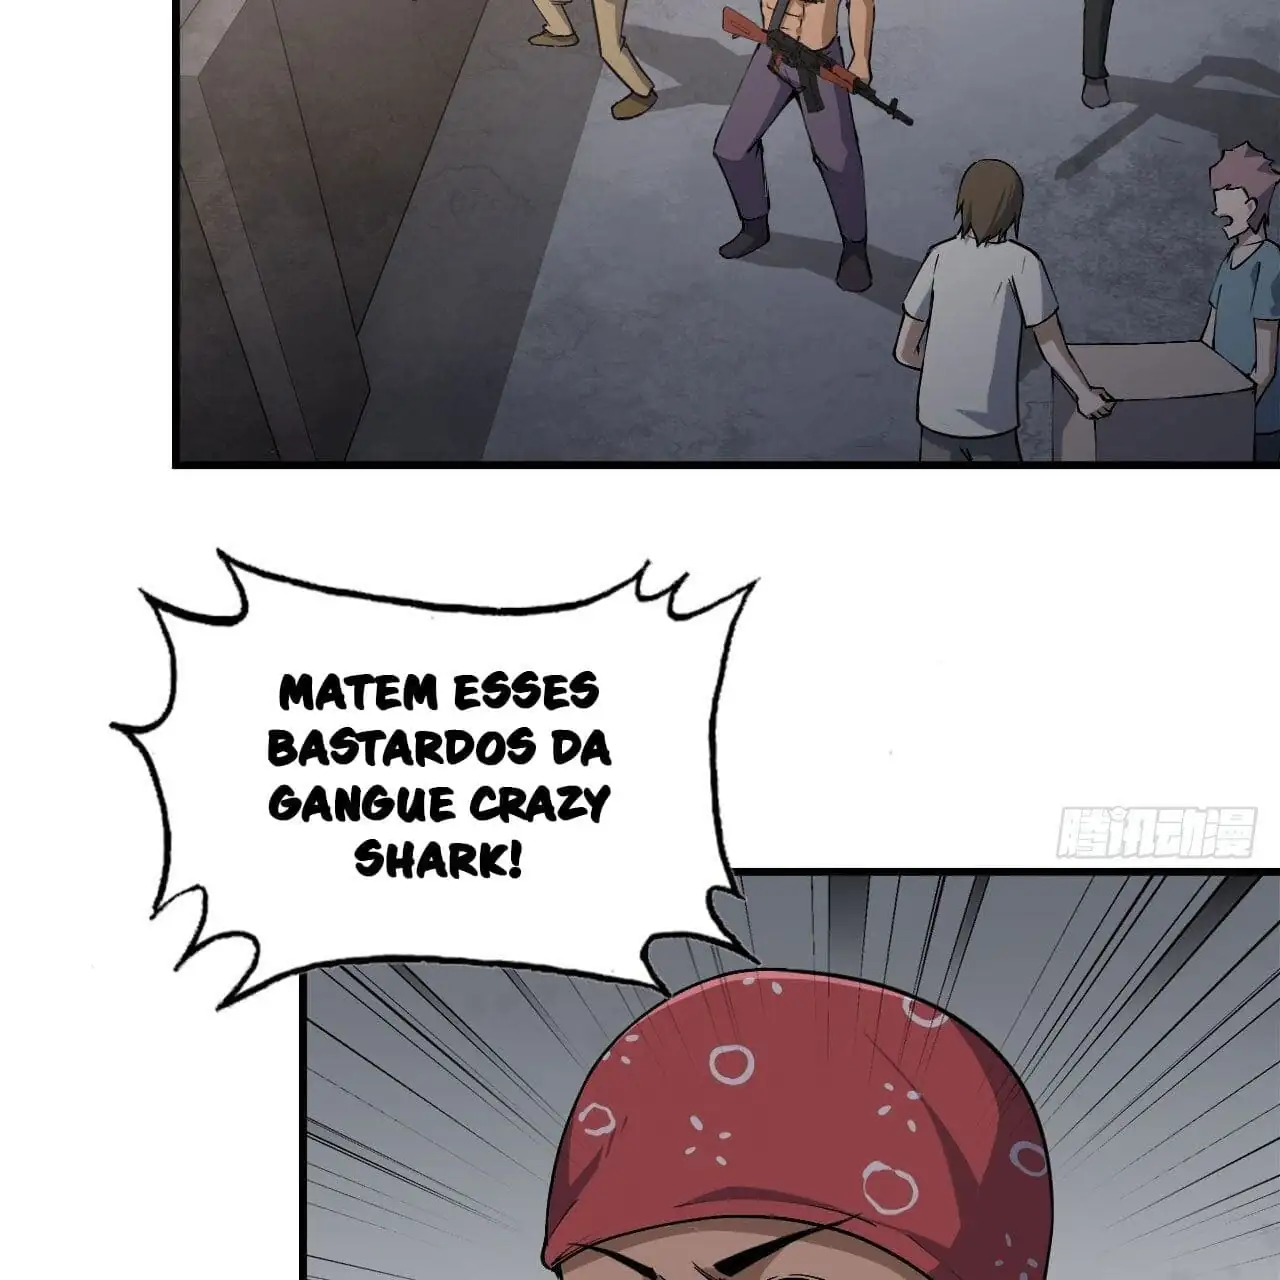 MATEM ESSES
BASTARDOS DA
GANGUE CRAZY
SHARK!
腾讯动漫